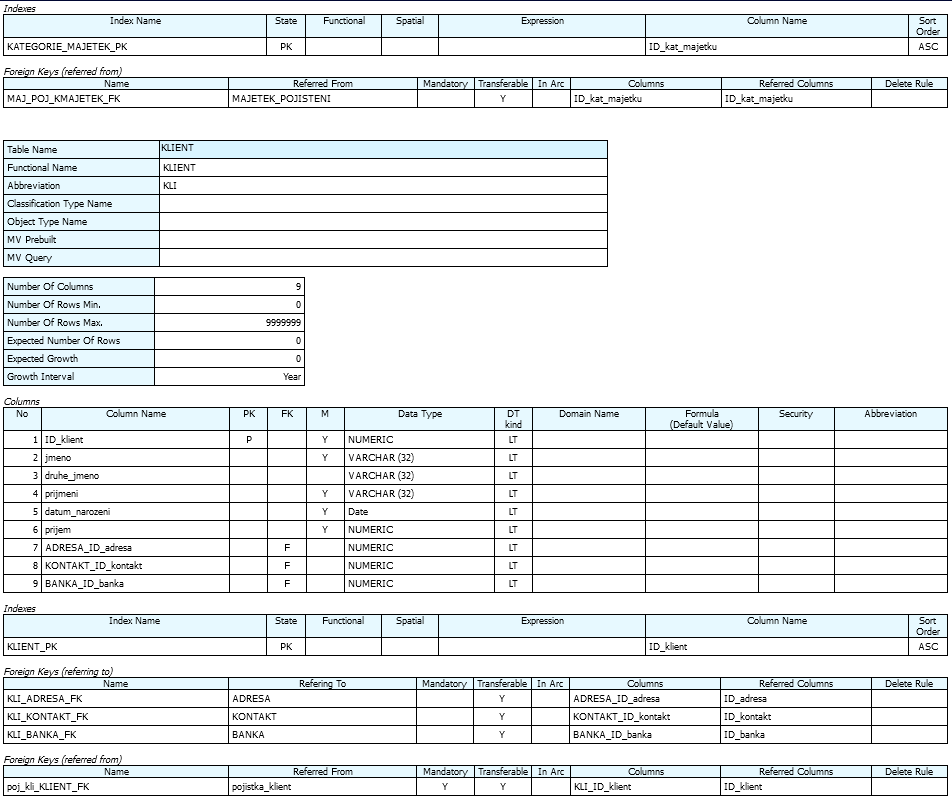 Indexes
Index Name State Functional Spatial Expression Column Name Sort Order
KATEGORIE_MAJETEK_PK PK ID_kat_majetku ASC
Foreign Keys (referred from)
Name Referred From Mandatory Transferable In Arc Columns Referred Columns Delete Rule
MAJ_POJ_KMAJETEK_FK MAJETEK_POJISTENI Y ID_kat_majetku ID_kat_majetku
Table Name KLIENT
Functional Name KLIENT
Abbreviation KLI
Classification Type Name
Object Type Name
MV Prebuilt
MV Query
Number Of Columns 9
Number Of Rows Min. 0
Number Of Rows Max. 9999999
Expected Number Of Rows 0
Expected Growth 0
Growth Interval Year
Columns
No Column Name PK FK M Data Type DT kind Domain Name Formula (Default Value) Security Abbreviation
1 ID_klient P Y NUMERIC LT
2 jmeno Y VARCHAR (32) LT
3 druhe_jmeno VARCHAR (32) LT
4 prijmeni Y VARCHAR (32) LT
5 datum_narozeni Y Date LT
6 prijem Y NUMERIC LT
7 ADRESA_ID_adresa F NUMERIC LT
8 KONTAKT_ID_kontakt F NUMERIC LT
9 BANKA_ID_banka F NUMERIC LT
Indexes
Index Name State Functional Spatial Expression Column Name Sort Order
KLIENT_PK PK ID_klient ASC
Foreign Keys (referring to)
Name Refering To Mandatory Transferable In Arc Columns Referred Columns Delete Rule
KLI_ADRESA_FK ADRESA Y ADRESA_ID_adresa ID_adresa
KLI_KONTAKT_FK KONTAKT Y KONTAKT_ID_kontakt ID_kontakt
KLI_BANKA_FK BANKA Y BANKA_ID_banka ID_banka
Foreign Keys (referred from)
Name Referred From Mandatory Transferable In Arc Columns Referred Columns Delete Rule
poj_kli_KLIENT_FK pojistka_klient Y Y KLI_ID_klient ID_klient